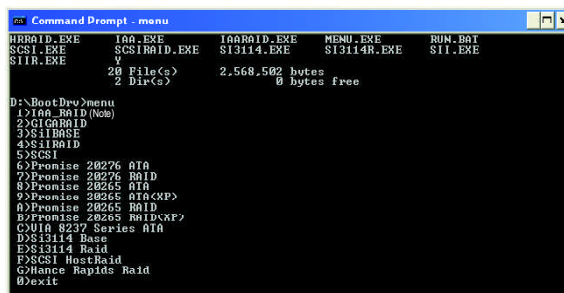 Command Prompt - menu
HRRAID.EXE IAA.EXE IAARAID.EXE MENU.EXE RUN.BAT
SCSI.EXE SCSIRAID.EXE SI3114.EXE SI3114R.EXE SII.EXE
SIIR.EXE Y
20 File(s) 2,568,502 bytes
2 Dir(s) 0 bytes free
D:\BootDrv>menu
1)IAA_RAID (Note)
2)GIGARAID
3)SiIBASE
4)SiIRAID
5)SCSI
6)Promise 20276 ATA
7)Promise 20276 RAID
8)Promise 20265 ATA
9)Promise 20265 ATA(XP)
A)Promise 20265 RAID
B)Promise 20265 RAID(XP)
C)VIA 8237 Series ATA
D)Si3114 Base
E)Si3114 Raid
F)SCSI HostRaid
G)Hance Rapids Raid
0)exit